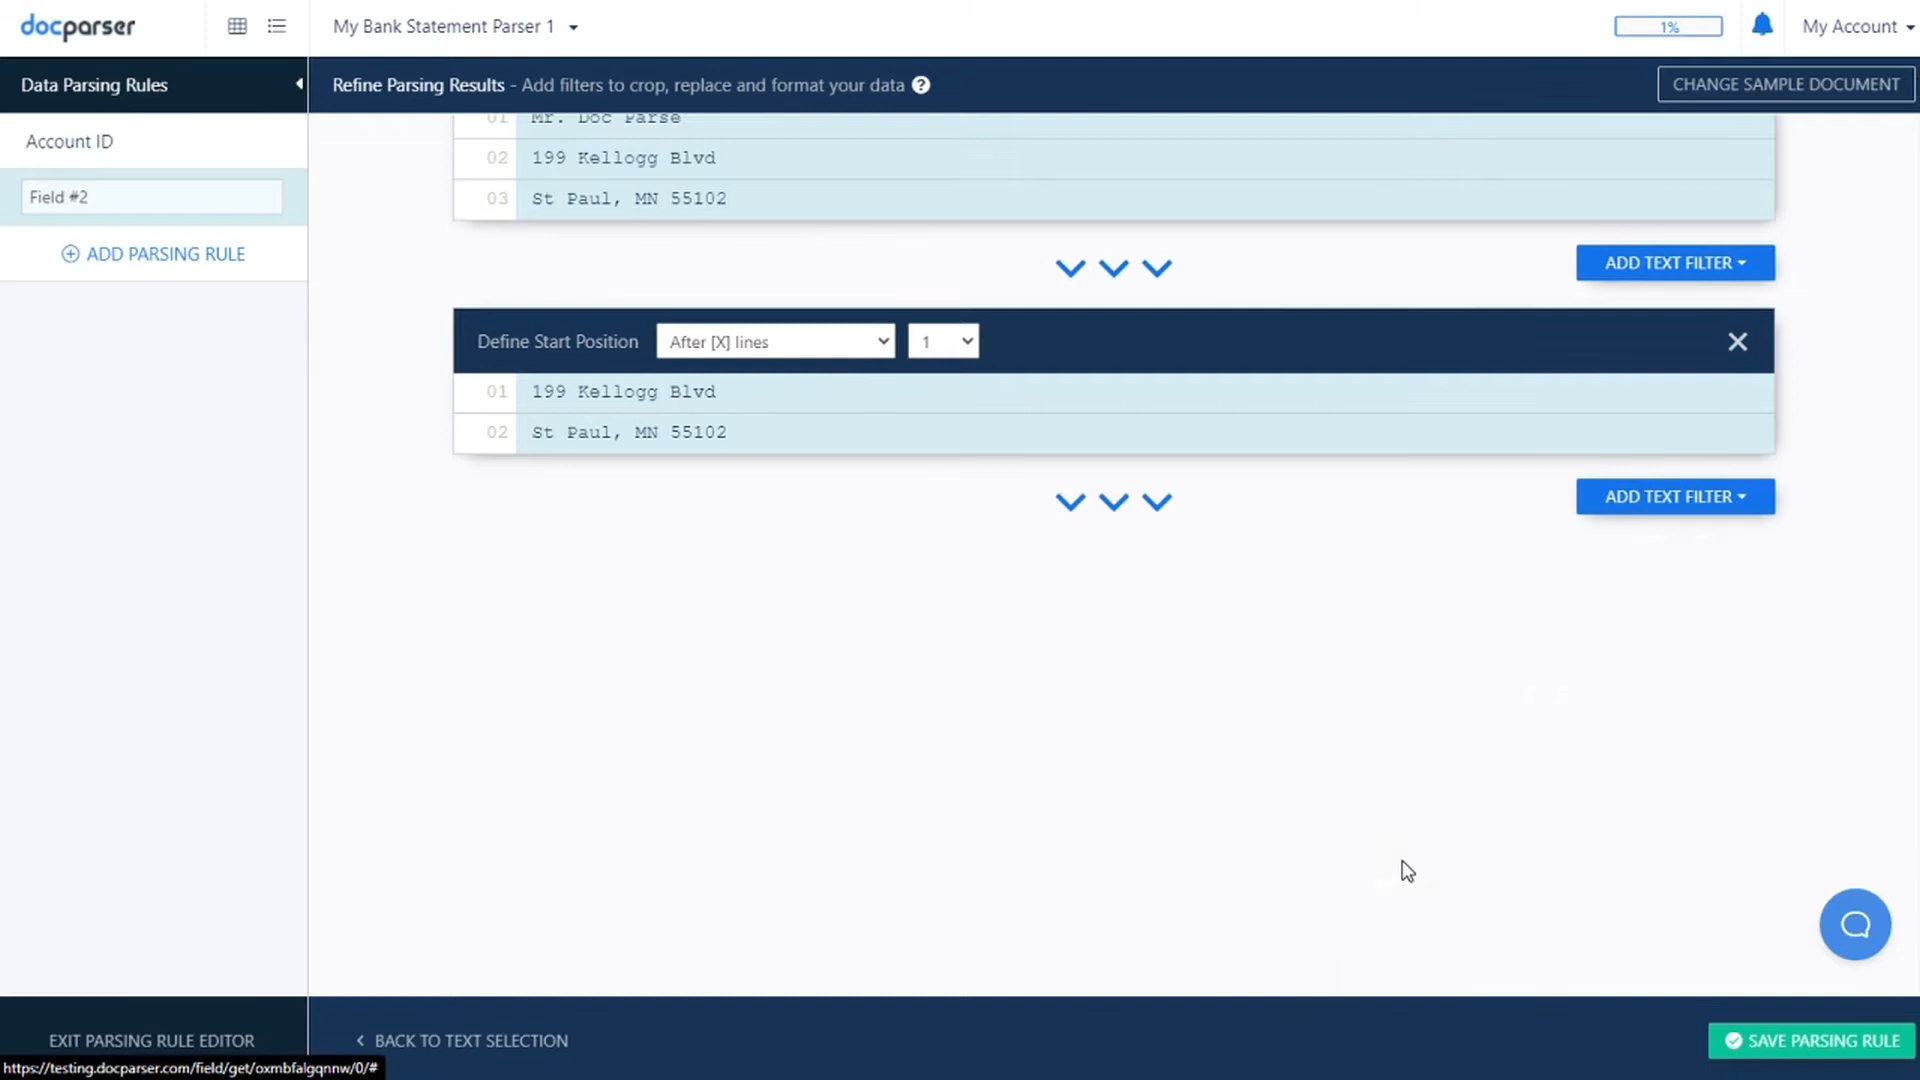 docparser
My Bank Statement Parser 1
1%
My Account
Data Parsing Rules
Refine Parsing Results - Add filters to crop, replace and format your data ?
CHANGE SAMPLE DOCUMENT
Account ID
Field #2
ADD PARSING RULE
01 Mr. Doc Parse
02 199 Kellogg Blvd
03 St Paul, MN 55102
ADD TEXT FILTER
Define Start Position After [X] lines 1
01 199 Kellogg Blvd
02 St Paul, MN 55102
ADD TEXT FILTER
EXIT PARSING RULE EDITOR
BACK TO TEXT SELECTION
SAVE PARSING RULE
https://testing.docparser.com/field/get/oxmbfalgqnnw/0/#